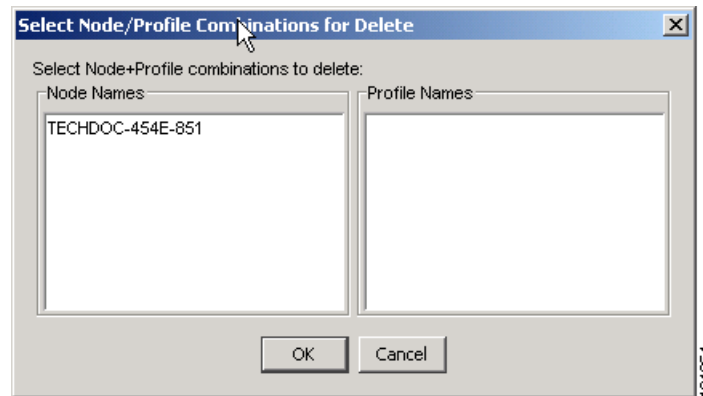 Select Node/Profile Combinations for Delete
Select Node+Profile combinations to delete:
Node Names
Profile Names
TECHDOC-454E-851
OK
Cancel